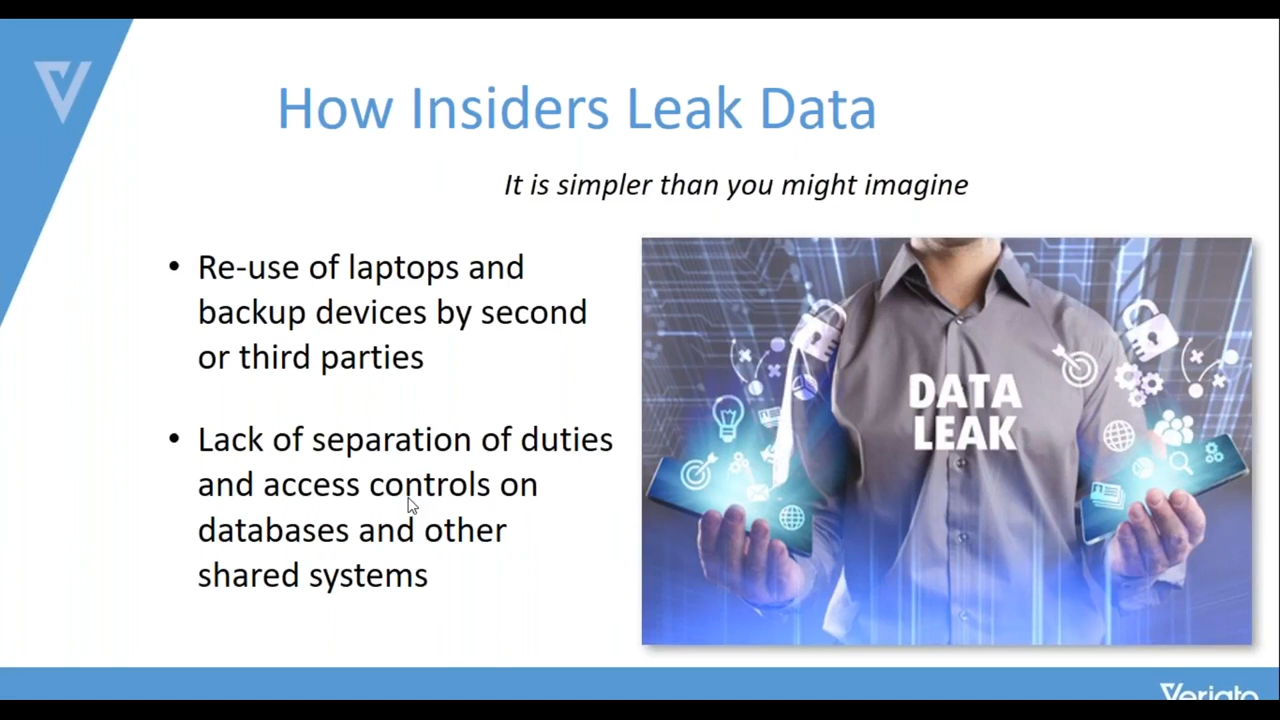 How Insiders Leak Data
It is simpler than you might imagine
• Re-use of laptops and
backup devices by second
or third parties
• Lack of separation of duties
and access controls on
databases and other
shared systems
DATA
LEAK
Veriato